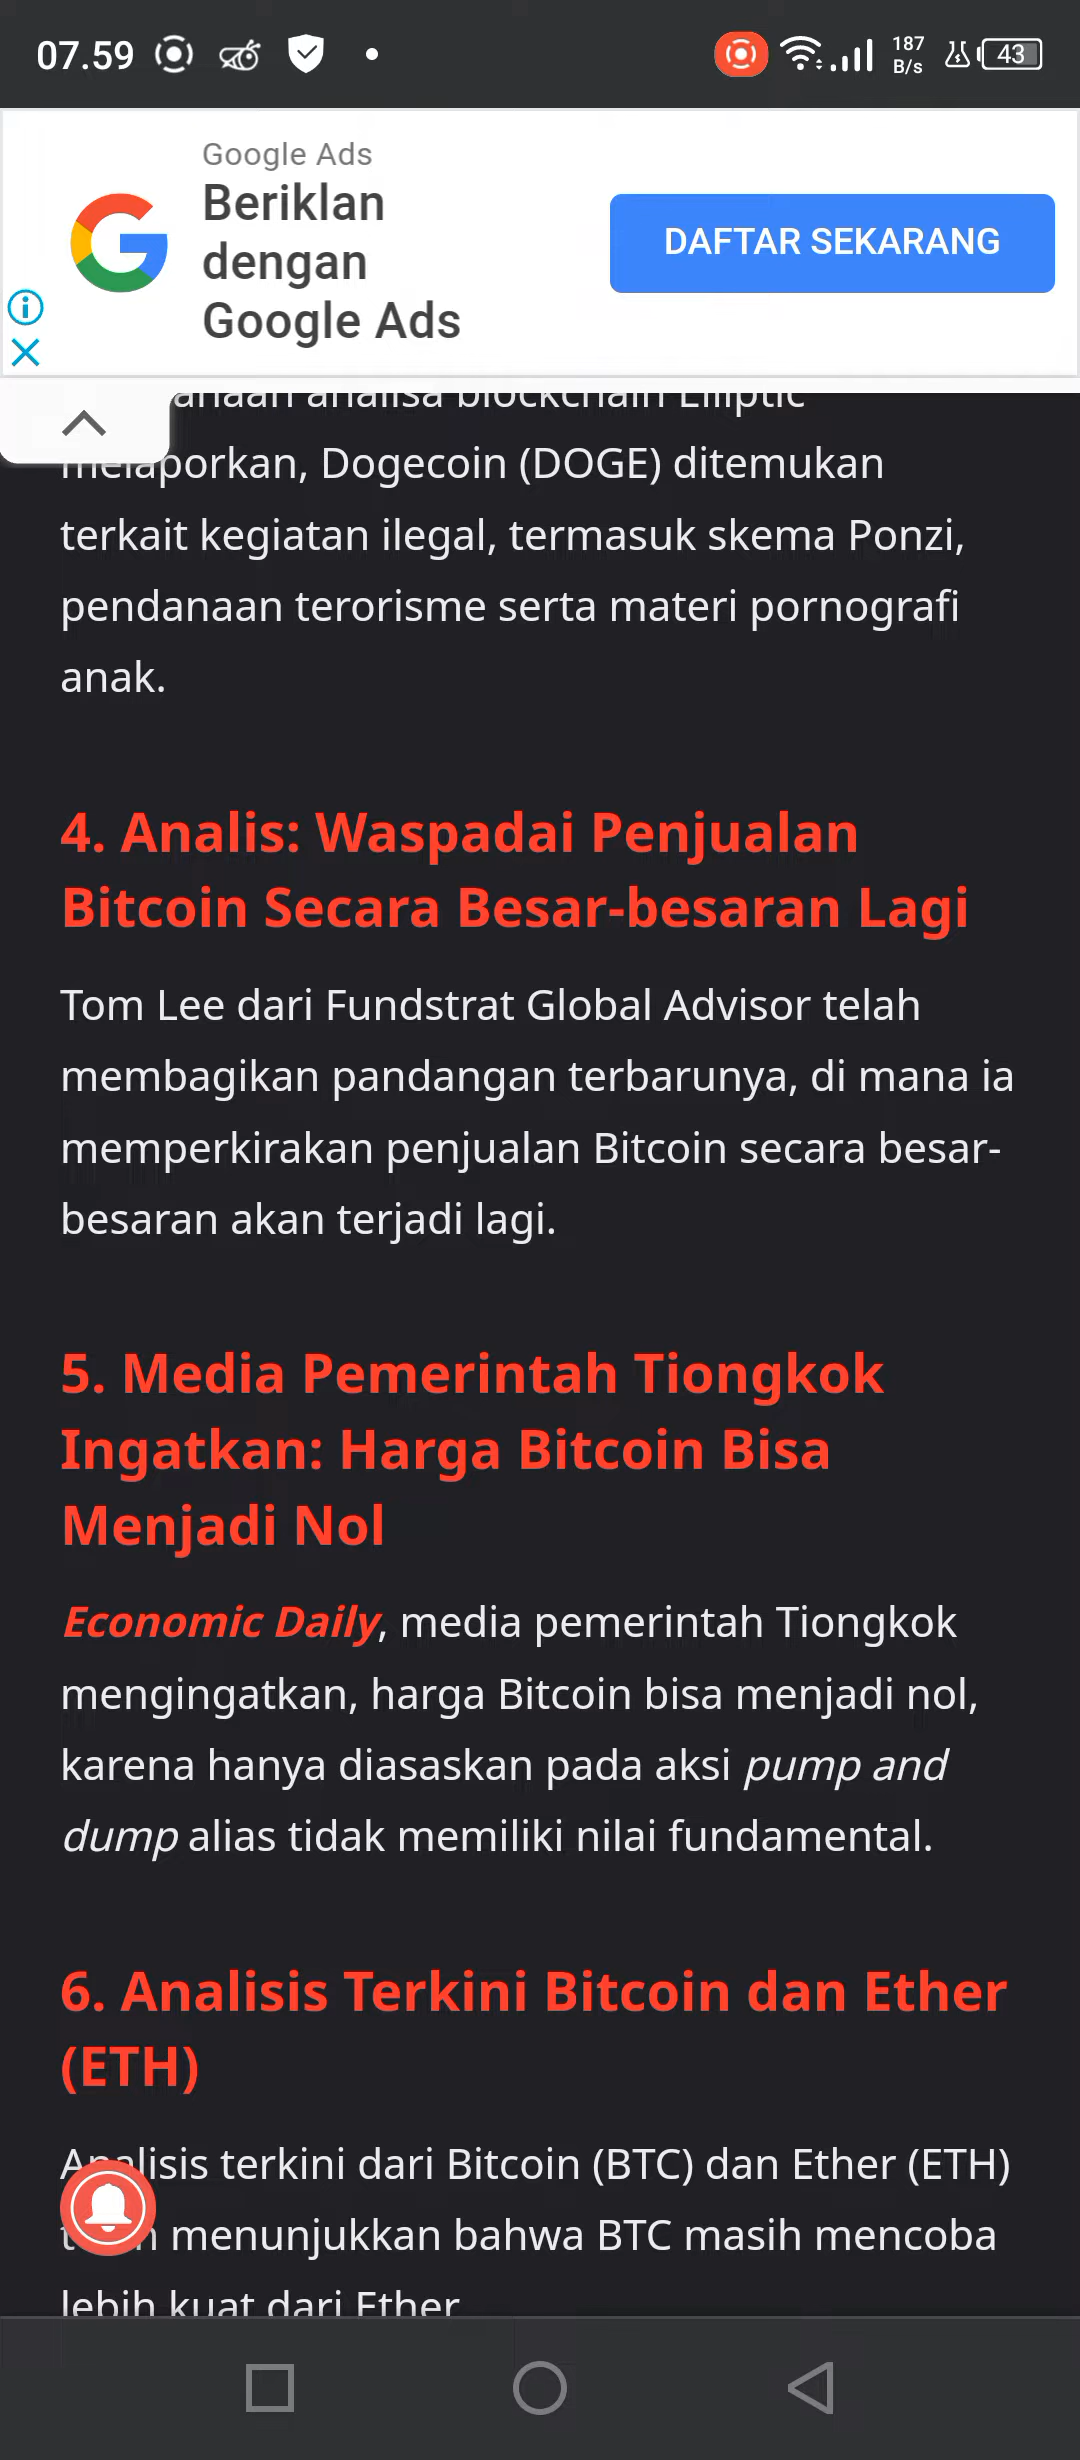 07.59
187
B/s
43
Google Ads
Beriklan
dengan
Google Ads
DAFTAR SEKARANG
analisa blockchain Elliptic
melaporkan, Dogecoin (DOGE) ditemukan
terkait kegiatan ilegal, termasuk skema Ponzi,
pendanaan terorisme serta materi pornografi
anak.
4. Analis: Waspadai Penjualan
Bitcoin Secara Besar-besaran Lagi
Tom Lee dari Fundstrat Global Advisor telah
membagikan pandangan terbarunya, di mana ia
memperkirakan penjualan Bitcoin secara besar-
besaran akan terjadi lagi.
5. Media Pemerintah Tiongkok
Ingatkan: Harga Bitcoin Bisa
Menjadi Nol
Economic Daily, media pemerintah Tiongkok
mengingatkan, harga Bitcoin bisa menjadi nol,
karena hanya diasaskan pada aksi pump and
dump alias tidak memiliki nilai fundamental.
6. Analisis Terkini Bitcoin dan Ether
(ETH)
Analisis terkini dari Bitcoin (BTC) dan Ether (ETH)
menunjukkan bahwa BTC masih mencoba
lebih kuat dari Ether